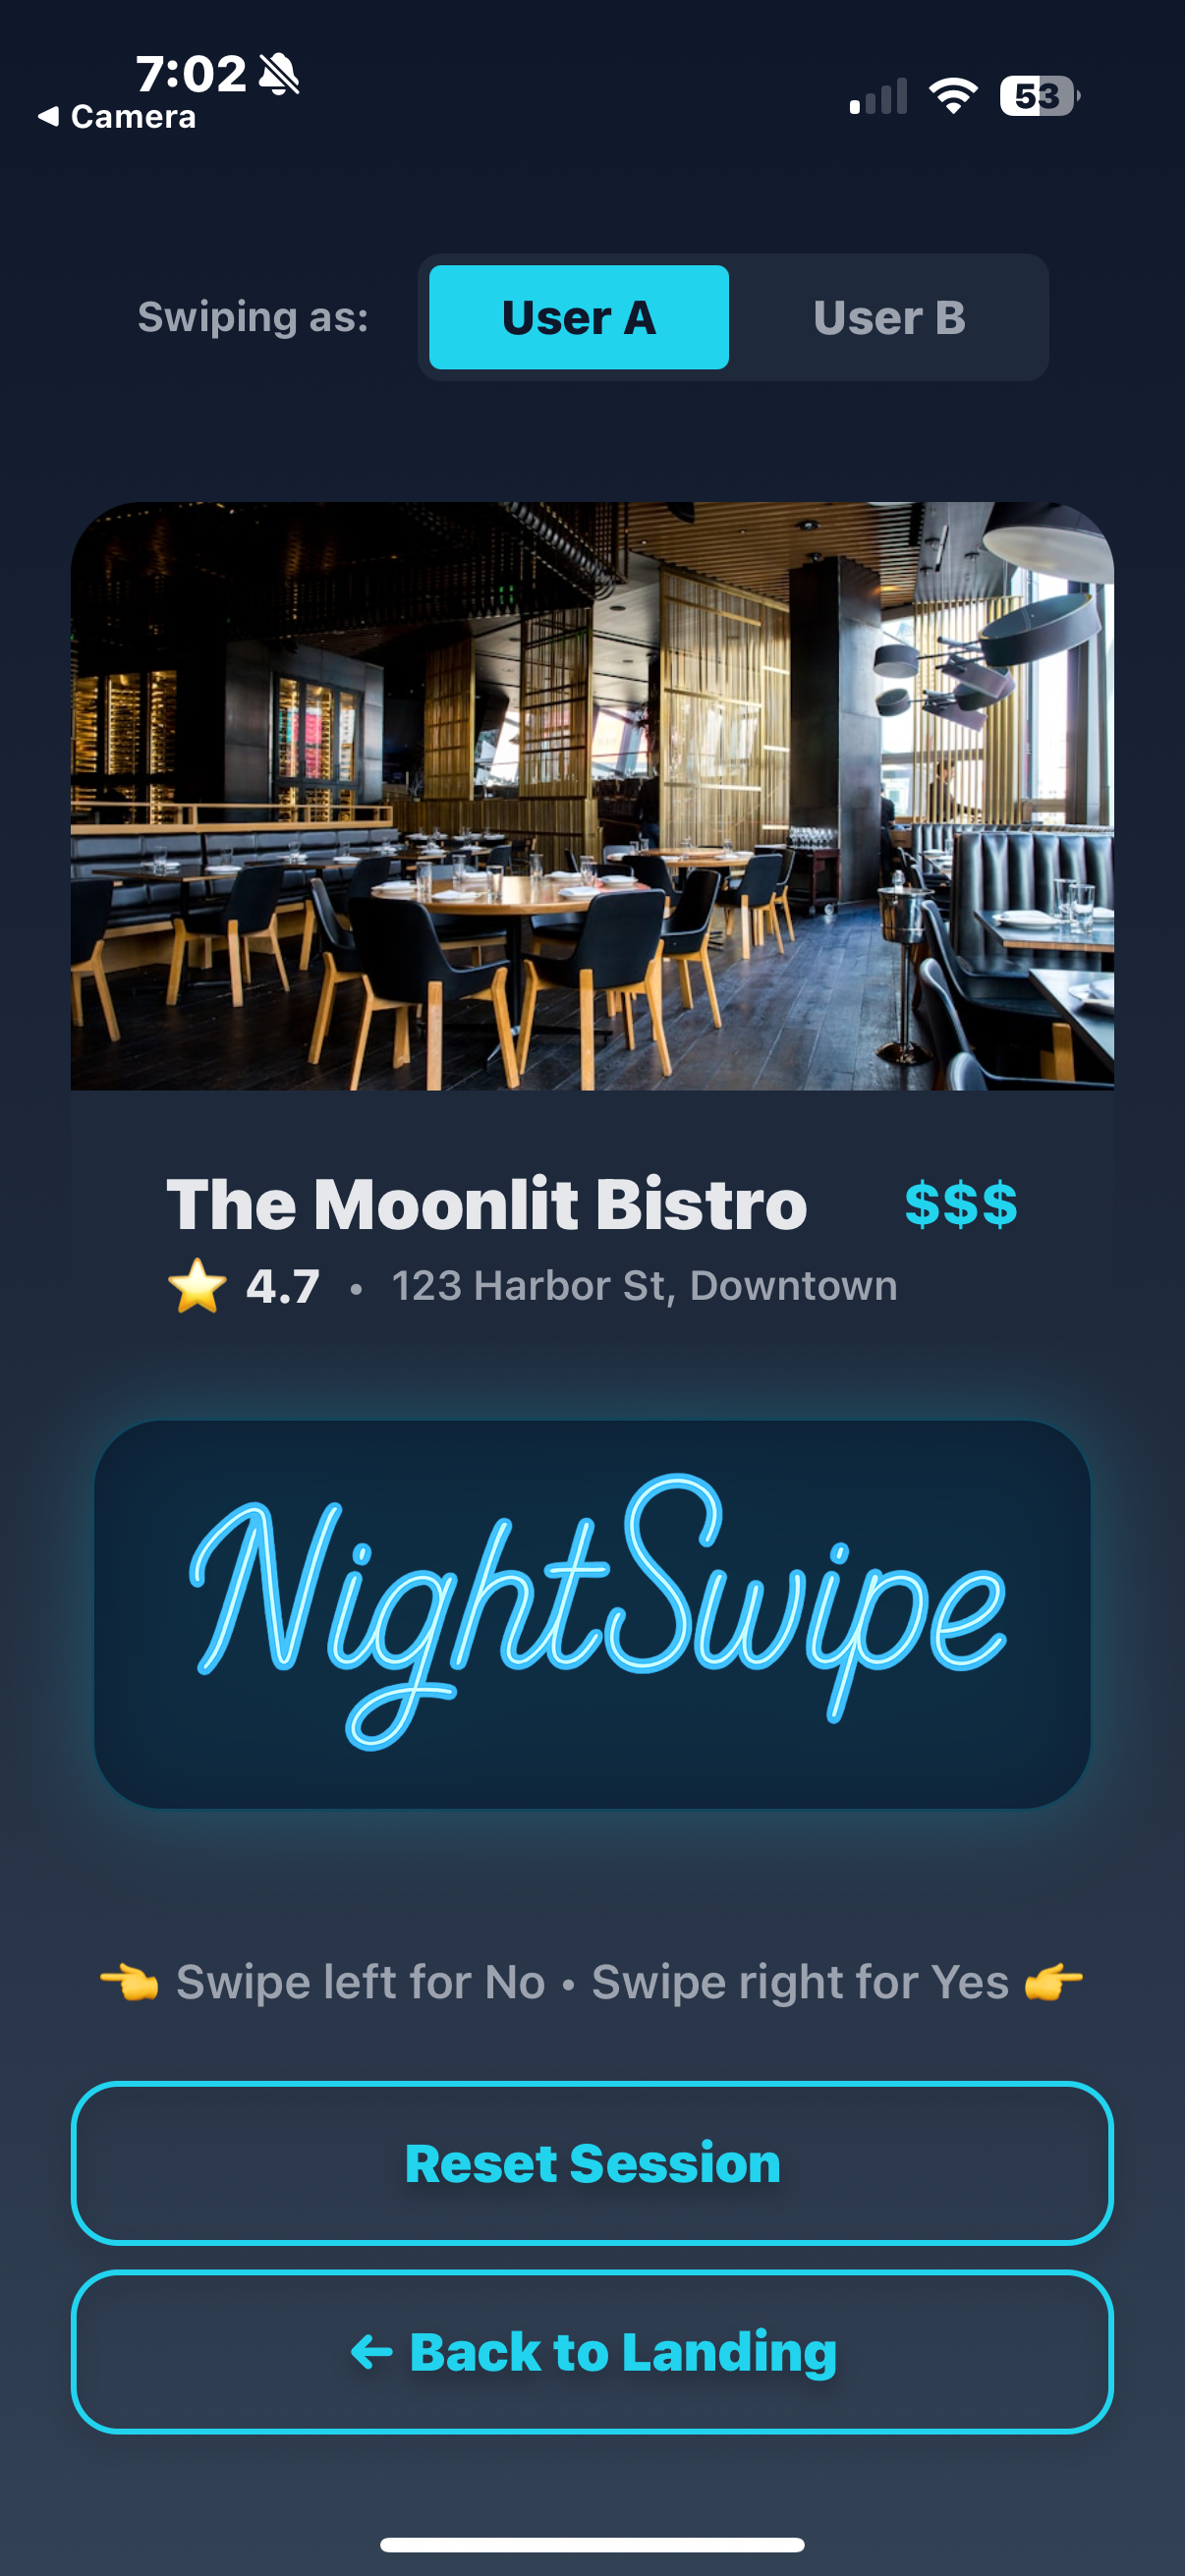 7:02
◀ Camera
53
Swiping as: User A User B
The Moonlit Bistro $$$
⭐ 4.7 • 123 Harbor St, Downtown
NightSwipe
👈 Swipe left for No • Swipe right for Yes 👉
Reset Session
← Back to Landing